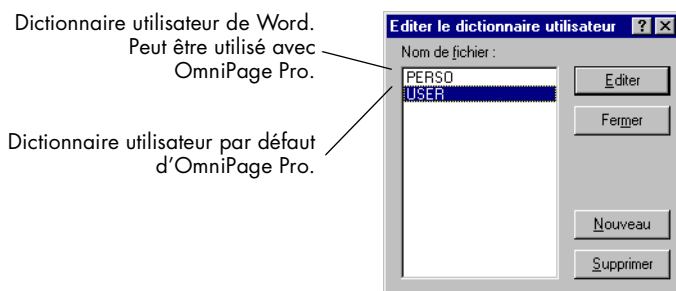 Dictionnaire utilisateur de Word.
Peut être utilisé avec
OmniPage Pro.
Dictionnaire utilisateur par défaut
d’OmniPage Pro.
Editer le dictionnaire utilisateur
Nom de fichier :
PERSO
USER
Editer
Fermer
Nouveau
Supprimer